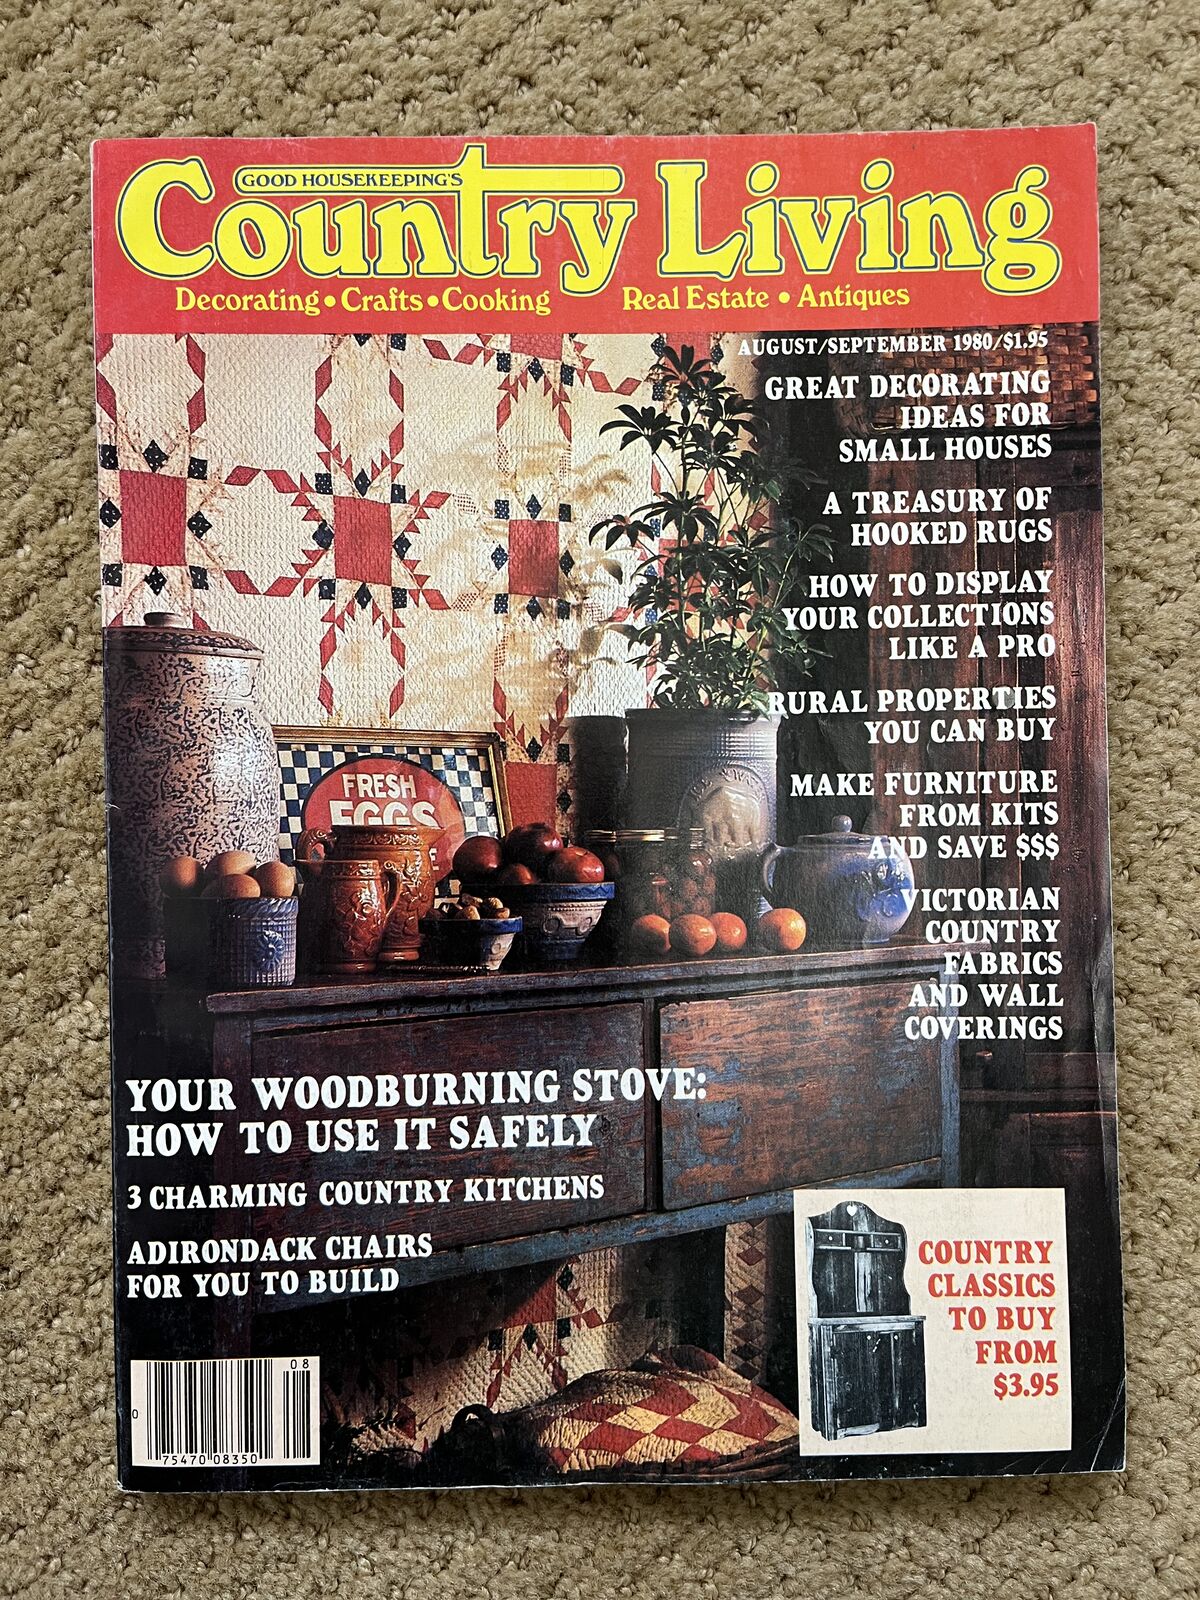 GOOD HOUSEKEEPING'S
Country Living
Decorating • Crafts • Cooking Real Estate • Antiques
AUGUST/SEPTEMBER 1980/$1.95
GREAT DECORATING
IDEAS FOR
SMALL HOUSES
A TREASURY OF
HOOKED RUGS
HOW TO DISPLAY
YOUR COLLECTIONS
LIKE A PRO
RURAL PROPERTIES
YOU CAN BUY
MAKE FURNITURE
FROM KITS
AND SAVE $$$
VICTORIAN
COUNTRY
FABRICS
AND WALL
COVERINGS
FRESH
EGGS
YOUR WOODBURNING STOVE:
HOW TO USE IT SAFELY
3 CHARMING COUNTRY KITCHENS
ADIRONDACK CHAIRS
FOR YOU TO BUILD
COUNTRY
CLASSICS
TO BUY
FROM
$3.95
08
0
75470 08350